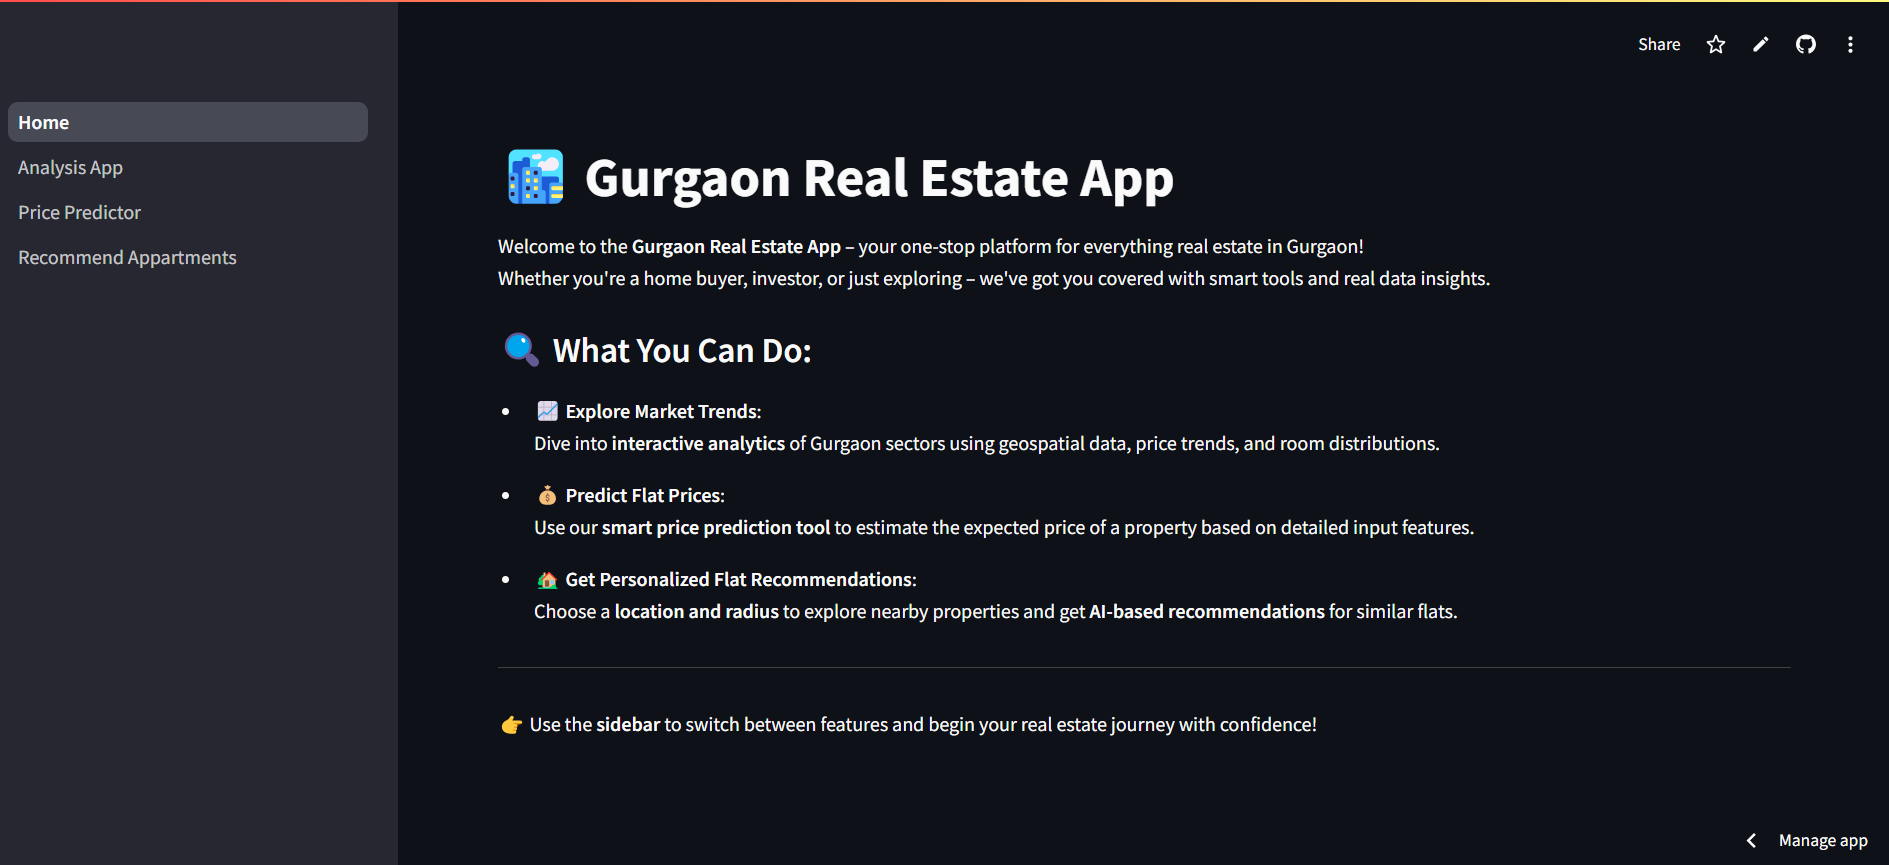 Share
Home
Analysis App
Price Predictor
Recommend Appartments
Gurgaon Real Estate App
Welcome to the Gurgaon Real Estate App – your one-stop platform for everything real estate in Gurgaon!
Whether you're a home buyer, investor, or just exploring – we've got you covered with smart tools and real data insights.
What You Can Do:
Explore Market Trends:
Dive into interactive analytics of Gurgaon sectors using geospatial data, price trends, and room distributions.
Predict Flat Prices:
Use our smart price prediction tool to estimate the expected price of a property based on detailed input features.
Get Personalized Flat Recommendations:
Choose a location and radius to explore nearby properties and get AI-based recommendations for similar flats.
Use the sidebar to switch between features and begin your real estate journey with confidence!
Manage app